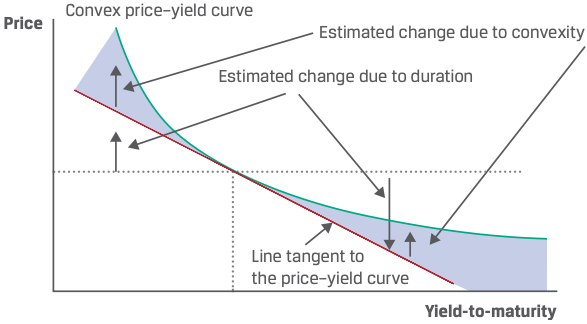 Convex price–yield curve
Price
Estimated change due to convexity
Estimated change due to duration
Line tangent to
the price–yield curve
Yield-to-maturity